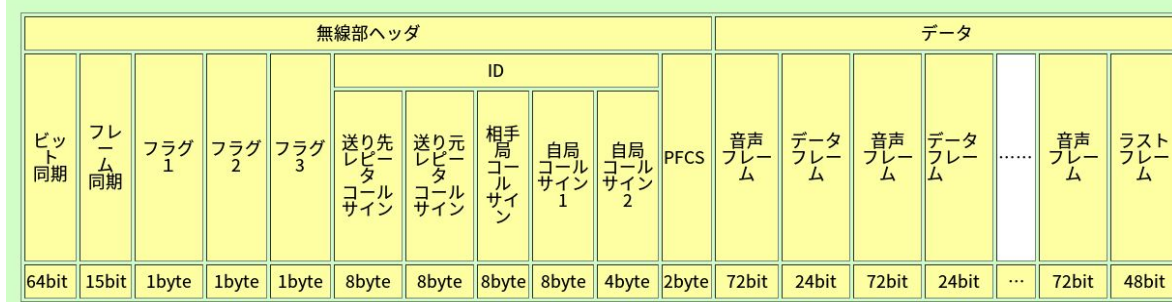 無線部ヘッダ
データ
ID
ビッ
ト
同期
フレ
ー
ム
同期
フラグ
1
フラグ
2
フラグ
3
送り先
レピー
タ
コール
サイン
送り元
レピー
タ
コール
サイン
相手
局
コー
ル
サイ
ン
自局
コール
サイン
1
自局
コール
サイン
2
PFCS
音声
フレー
ム
データ
フレー
ム
音声
フレー
ム
データ
フレー
ム
……
音声
フレー
ム
ラスト
フレー
ム
64bit 15bit 1byte 1byte 1byte 8byte 8byte 8byte 8byte 4byte 2byte 72bit 24bit 72bit 24bit … 72bit 48bit